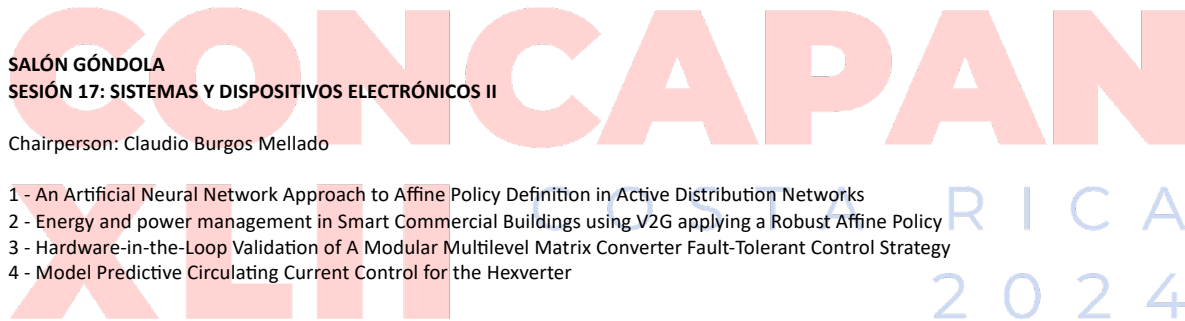 CONCAPAN
SALÓN GÓNDOLA
SESIÓN 17: SISTEMAS Y DISPOSITIVOS ELECTRÓNICOS II
Chairperson: Claudio Burgos Mellado
XLII COSTA RICA
1 - An Artificial Neural Network Approach to Affine Policy Definition in Active Distribution Networks
2 - Energy and power management in Smart Commercial Buildings using V2G applying a Robust Affine Policy
3 - Hardware-in-the-Loop Validation of A Modular Multilevel Matrix Converter Fault-Tolerant Control Strategy
4 - Model Predictive Circulating Current Control for the Hexverter
2024